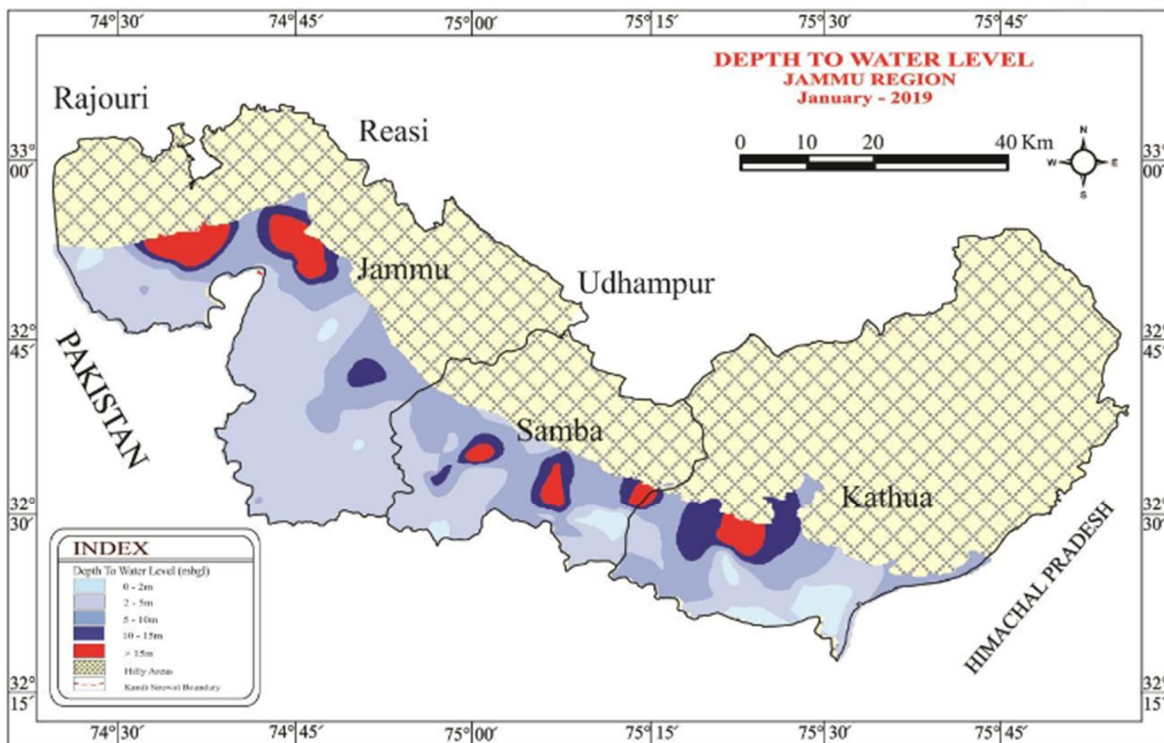 74° 30′ 74° 45′ 75° 00′ 75° 15′ 75° 30′ 75° 45′
DEPTH TO WATER LEVEL
JAMMU REGION
January - 2019
0 10 20 40 Km
N
W E
S
Rajouri
Reasi
33°
00′
33°
00′
Jammu
Udhampur
32°
45′
32°
45′
PAKISTAN
Samba
Kathua
32°
30′
32°
30′
HIMACHAL PRADESH
INDEX
Depth To Water Level (mbgl)
0 - 2m
2 - 5m
5 - 10m
10 - 15m
> 15m
Hilly Areas
Kandi Sirowal Boundary
32°
15′
32°
15′
74° 30′ 74° 45′ 75° 00′ 75° 15′ 75° 30′ 75° 45′